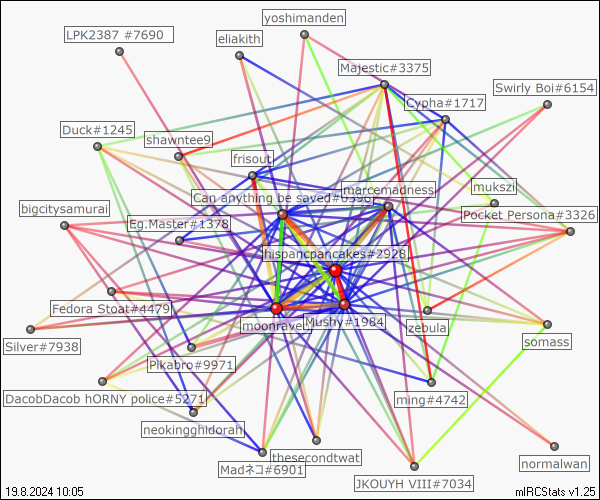 yoshimanden
LPK2387 #7690
eliakith
Majestic#3375
Swirly Boi#6154
Cypha#1717
Duck#1245
shawntee9
frisout
mukszi
marcemadness
Can anything be saved#0398
bigcitysamurai
Pocket Persona#3326
Eg.Master#1378
hispancpancakes#2928
Fedora Stoat#4479
moonraven
Mushy#1984
zebula
somass
Silver#7938
Pikabro#9971
DacobDacob hORNY police#5271
ming#4742
neokingghidorah
thesecondtwat
Madネコ#6901
normalwan
JKOUYH VIII#7034
19.8.2024 10:05
mIRCStats v1.25